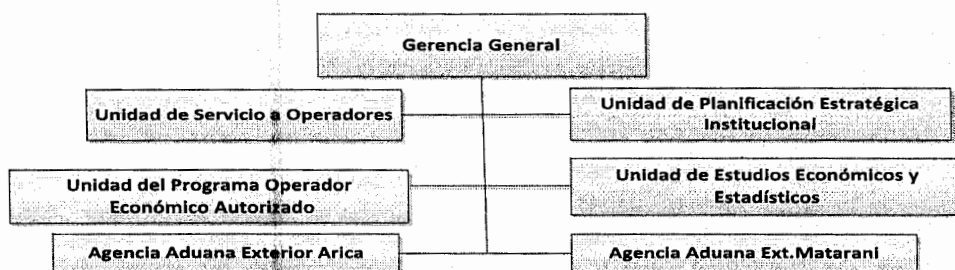 Gerencia General
Unidad de Servicio a Operadores
Unidad de Planificación Estratégica
Institucional
Unidad del Programa Operador
Económico Autorizado
Unidad de Estudios Económicos y
Estadísticos
Agencia Aduana Exterior Arica
Agencia Aduana Ext.Matarani